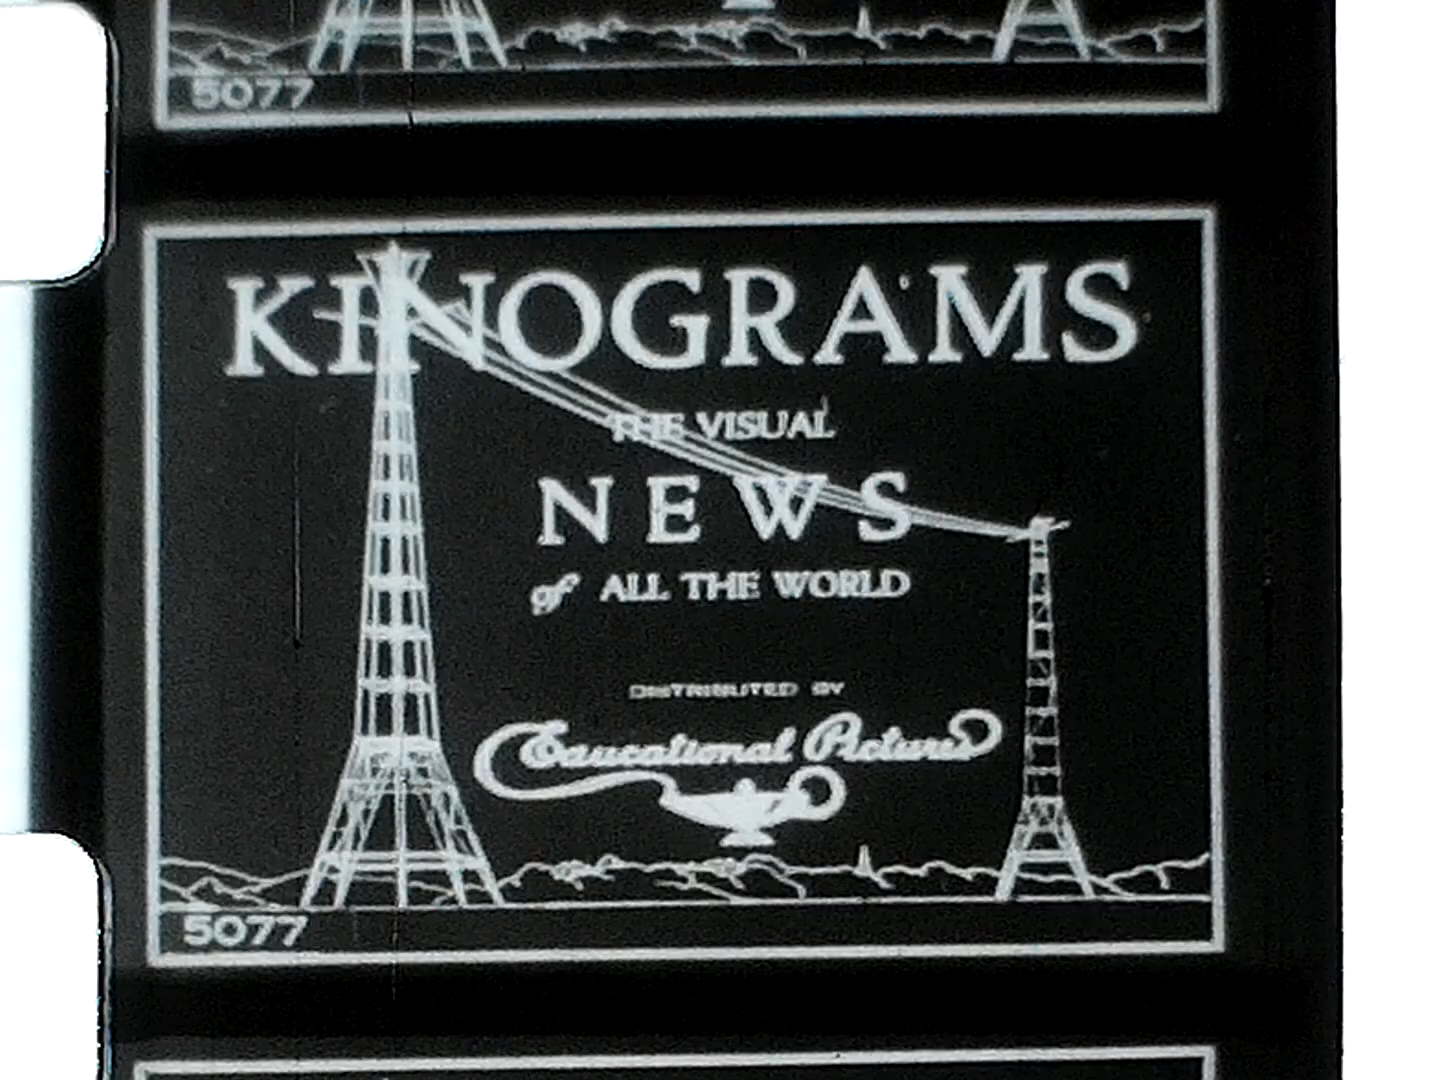 5077
KINOGRAMS
THE VISUAL
NEWS
of ALL THE WORLD
DISTRIBUTED BY
Educational Pictures
5077